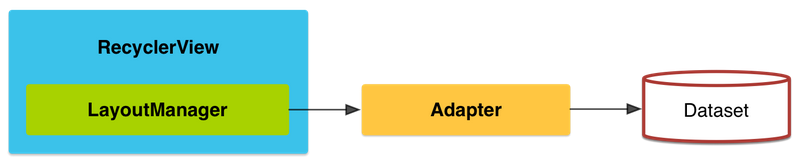 RecyclerView
LayoutManager
Adapter
Dataset